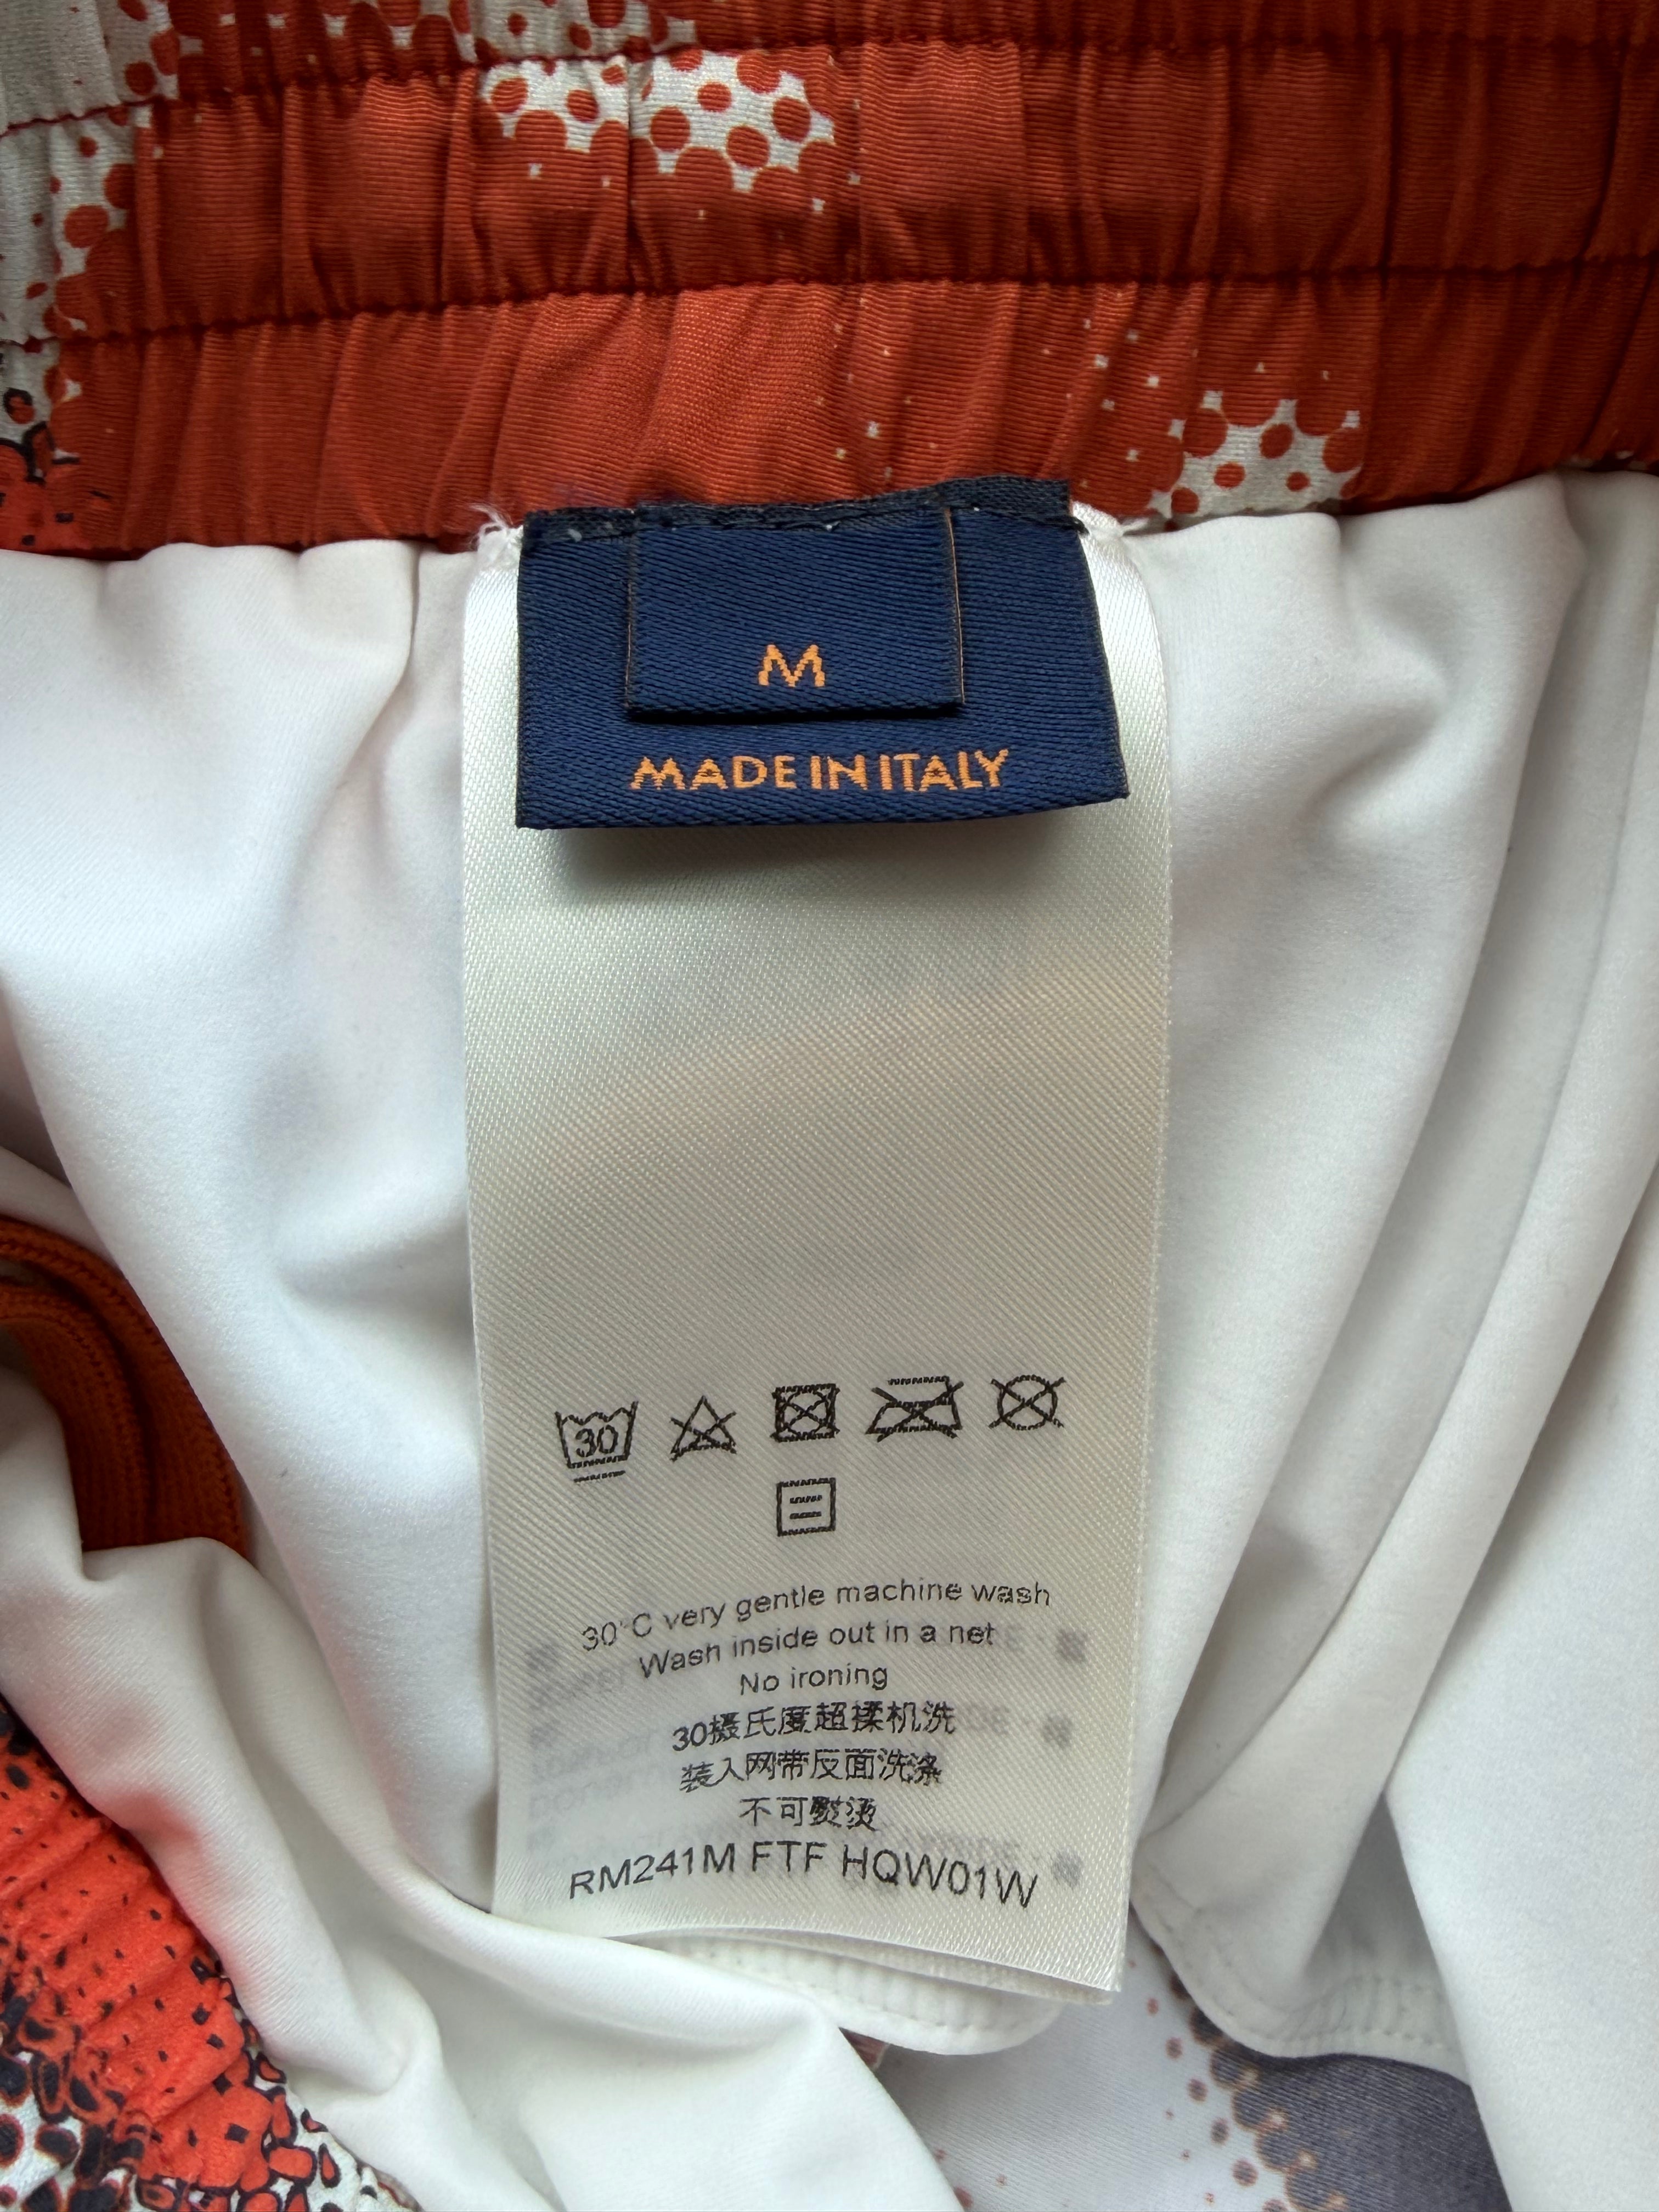 M
MADE IN ITALY
30
30°C very gentle machine wash
Wash inside out in a net
No ironing
30摄氏度超揉机洗
装入网带反面洗涤
不可熨烫
RM241M FTF HQW01W